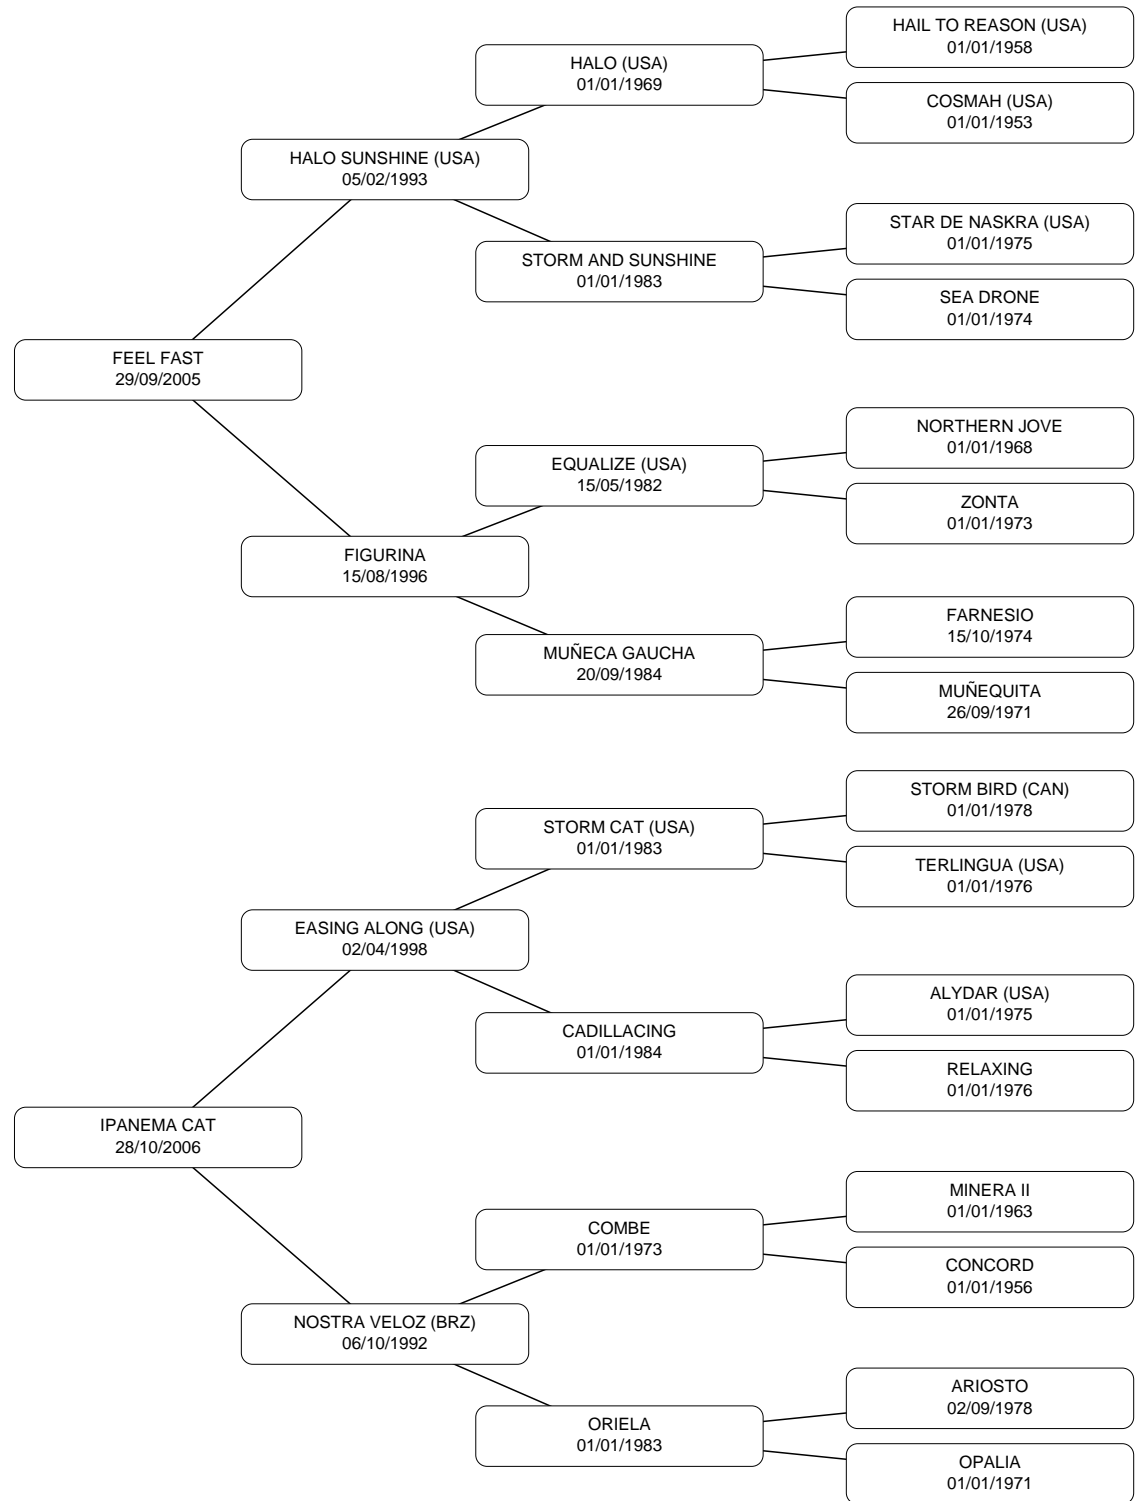 HAIL TO REASON (USA)
01/01/1958
HALO (USA)
01/01/1969
COSMAH (USA)
01/01/1953
HALO SUNSHINE (USA)
05/02/1993
STAR DE NASKRA (USA)
01/01/1975
STORM AND SUNSHINE
01/01/1983
SEA DRONE
01/01/1974
FEEL FAST
29/09/2005
NORTHERN JOVE
01/01/1968
EQUALIZE (USA)
15/05/1982
ZONTA
01/01/1973
FIGURINA
15/08/1996
FARNESIO
15/10/1974
MUÑECA GAUCHA
20/09/1984
MUÑEQUITA
26/09/1971
STORM BIRD (CAN)
01/01/1978
STORM CAT (USA)
01/01/1983
TERLINGUA (USA)
01/01/1976
EASING ALONG (USA)
02/04/1998
ALYDAR (USA)
01/01/1975
CADILLACING
01/01/1984
RELAXING
01/01/1976
IPANEMA CAT
28/10/2006
MINERA II
01/01/1963
COMBE
01/01/1973
CONCORD
01/01/1956
NOSTRA VELOZ (BRZ)
06/10/1992
ARIOSTO
02/09/1978
ORIELA
01/01/1983
OPALIA
01/01/1971